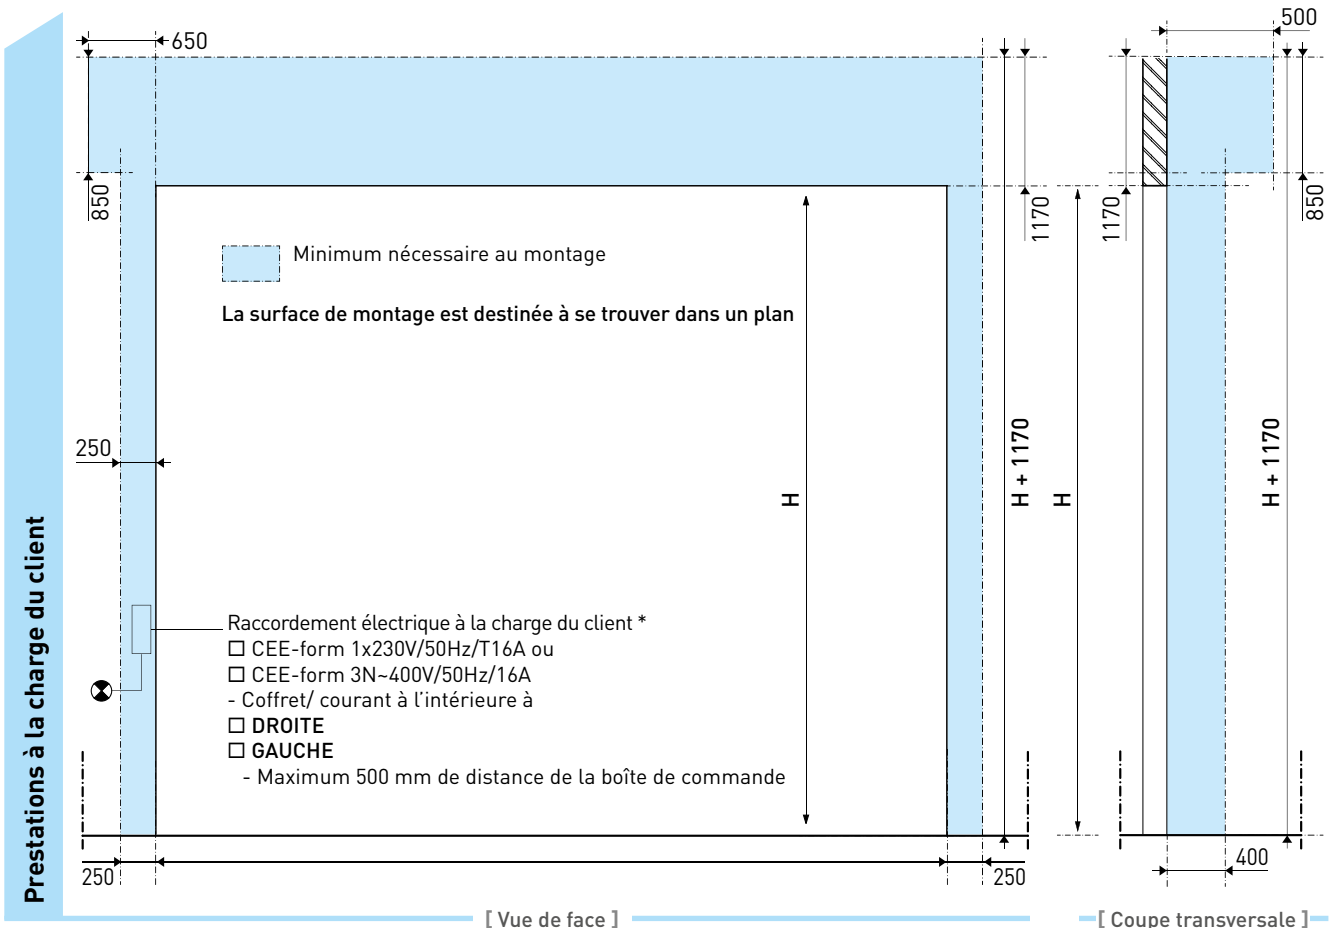 Prestations à la charge du client
650
500
850
1170
1170
850
Minimum nécessaire au montage
La surface de montage est destinée à se trouver dans un plan
250
H
H + 1170
H
H + 1170
Raccordement électrique à la charge du client *
☐ CEE-form 1x230V/50Hz/T16A ou
☐ CEE-form 3N~400V/50Hz/16A
- Coffret/ courant à l'intérieure à
☐ DROITE
☐ GAUCHE
- Maximum 500 mm de distance de la boîte de commande
250
250
400
[ Vue de face ]
[ Coupe transversale ]